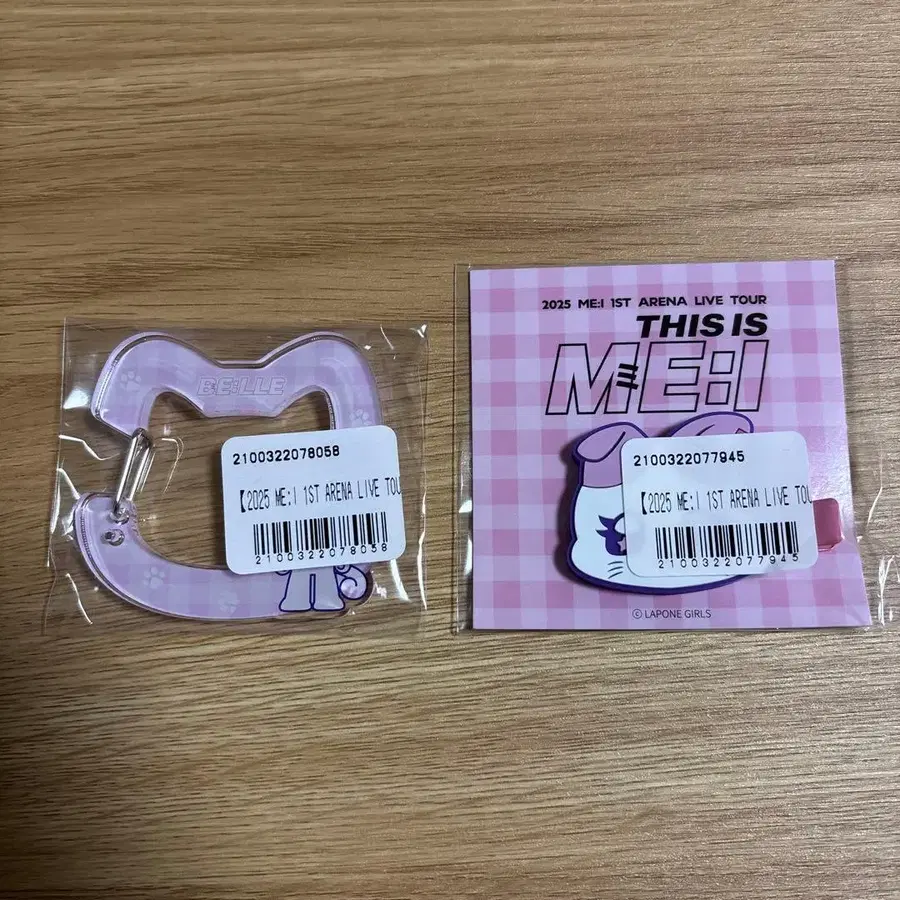 BE:LLE
2100322078058
【2025 ME:I 1ST ARENA LIVE TOU
2100322078058
2025 ME:I 1ST ARENA LIVE TOUR
THIS IS
ME:I
2100322077945
【2025 ME:I 1ST ARENA LIVE TOU
2100322077945
© LAPONE GIRLS